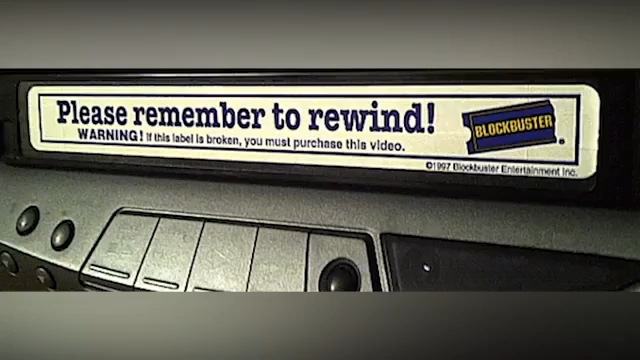 Please remember to rewind!
WARNING! If this label is broken, you must purchase this video.
BLOCKBUSTER®
©1997 Blockbuster Entertainment Inc.